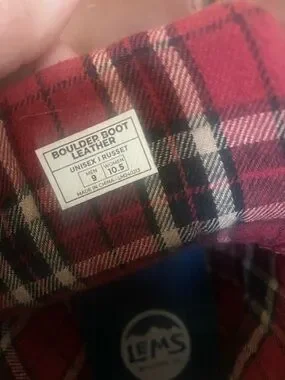 BOULDER BOOT
LEATHER
UNISEX / RUSSET
MEN WOMEN
9 10.5
MADE IN CHINA
LEMS